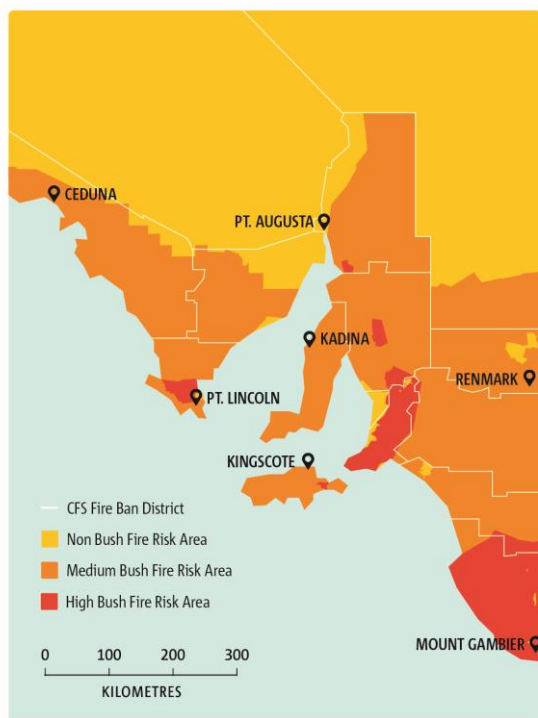 CEDUNA
PT. AUGUSTA
KADINA
RENMARK
PT. LINCOLN
KINGSCOTE
CFS Fire Ban District
Non Bush Fire Risk Area
Medium Bush Fire Risk Area
High Bush Fire Risk Area
MOUNT GAMBIER
0 100 200 300
KILOMETRES